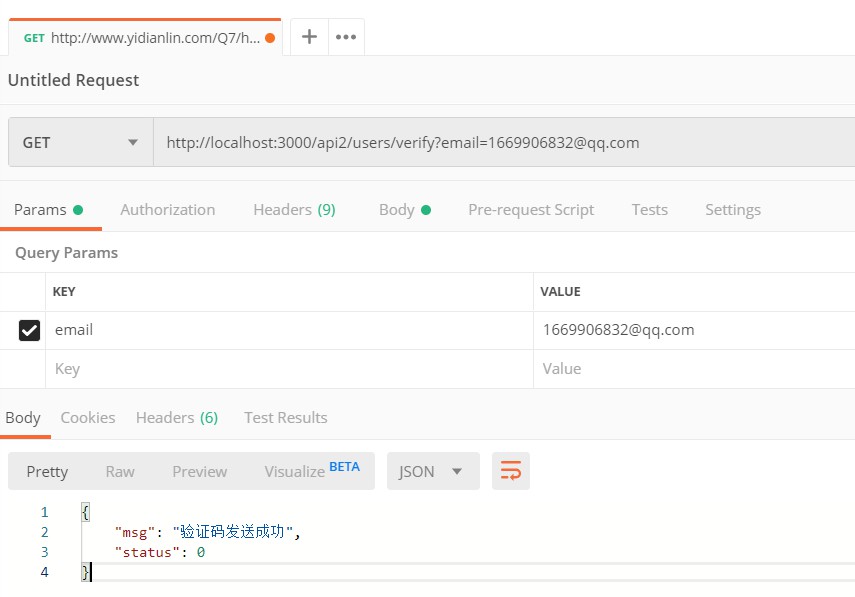 GET http://www.yidianlin.com/Q7/h...
Untitled Request
GET http://localhost:3000/api2/users/verify?email=1669906832@qq.com
Params Authorization Headers (9) Body Pre-request Script Tests Settings
Query Params
KEY VALUE
email 1669906832@qq.com
Key Value
Body Cookies Headers (6) Test Results
Pretty Raw Preview Visualize BETA JSON
1 {
2 "msg": "验证码发送成功",
3 "status": 0
4 }